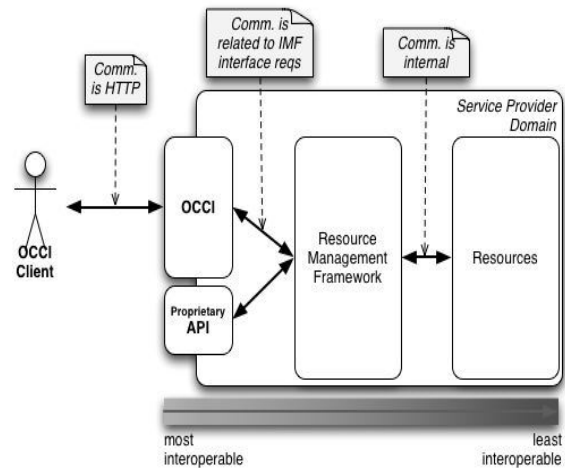 Comm. is
related to IMF
interface reqs
Comm.
is HTTP
Comm. is
internal
Service Provider
Domain
OCCI
Client
OCCI
Proprietary
API
Resource
Management
Framework
Resources
most
interoperable
least
interoperable